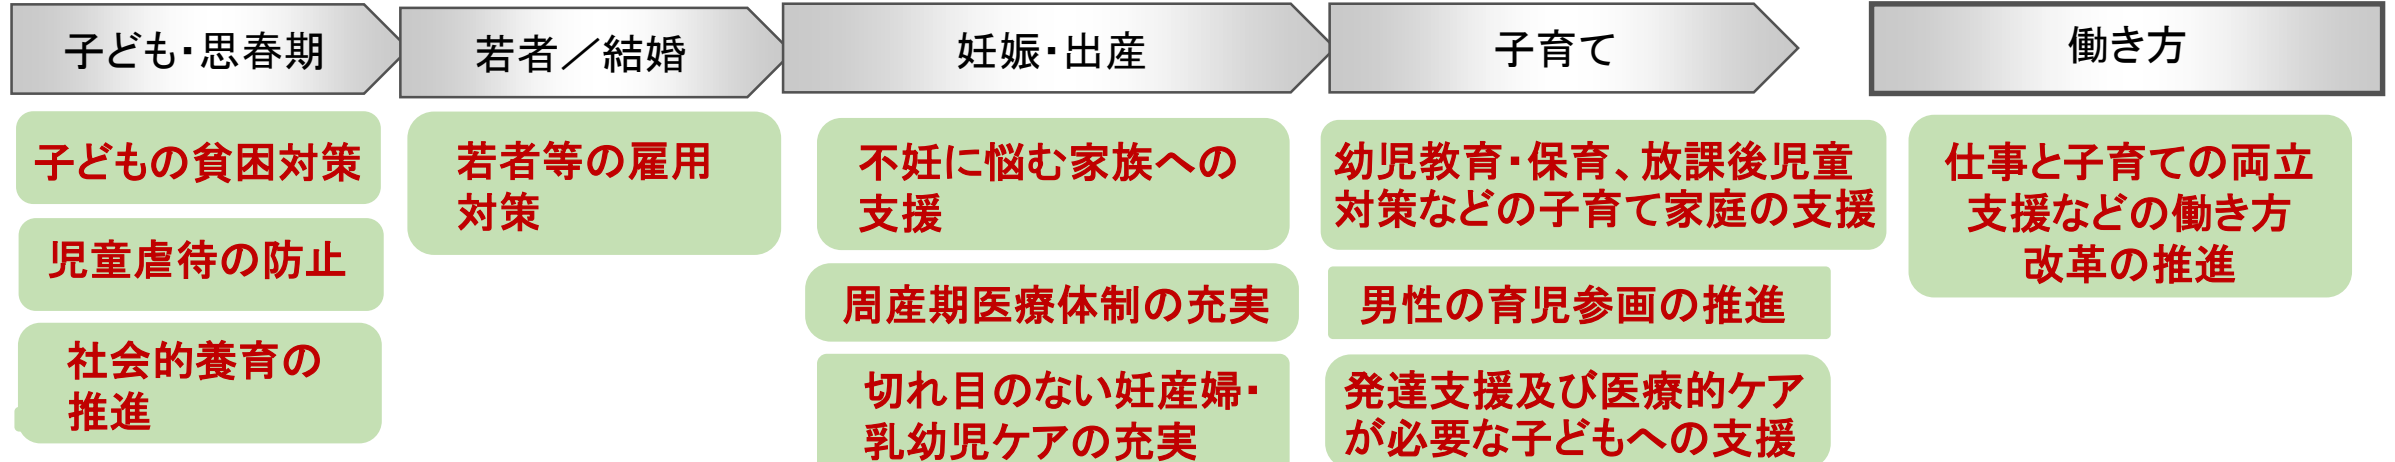 子ども・思春期
若者／結婚
妊娠・出産
子育て
働き方
子どもの貧困対策
児童虐待の防止
社会的養育の
推進
若者等の雇用
対策
不妊に悩む家族への
支援
周産期医療体制の充実
切れ目のない妊産婦・
乳幼児ケアの充実
幼児教育・保育、放課後児童
対策などの子育て家庭の支援
男性の育児参画の推進
発達支援及び医療的ケア
が必要な子どもへの支援
仕事と子育ての両立
支援などの働き方
改革の推進